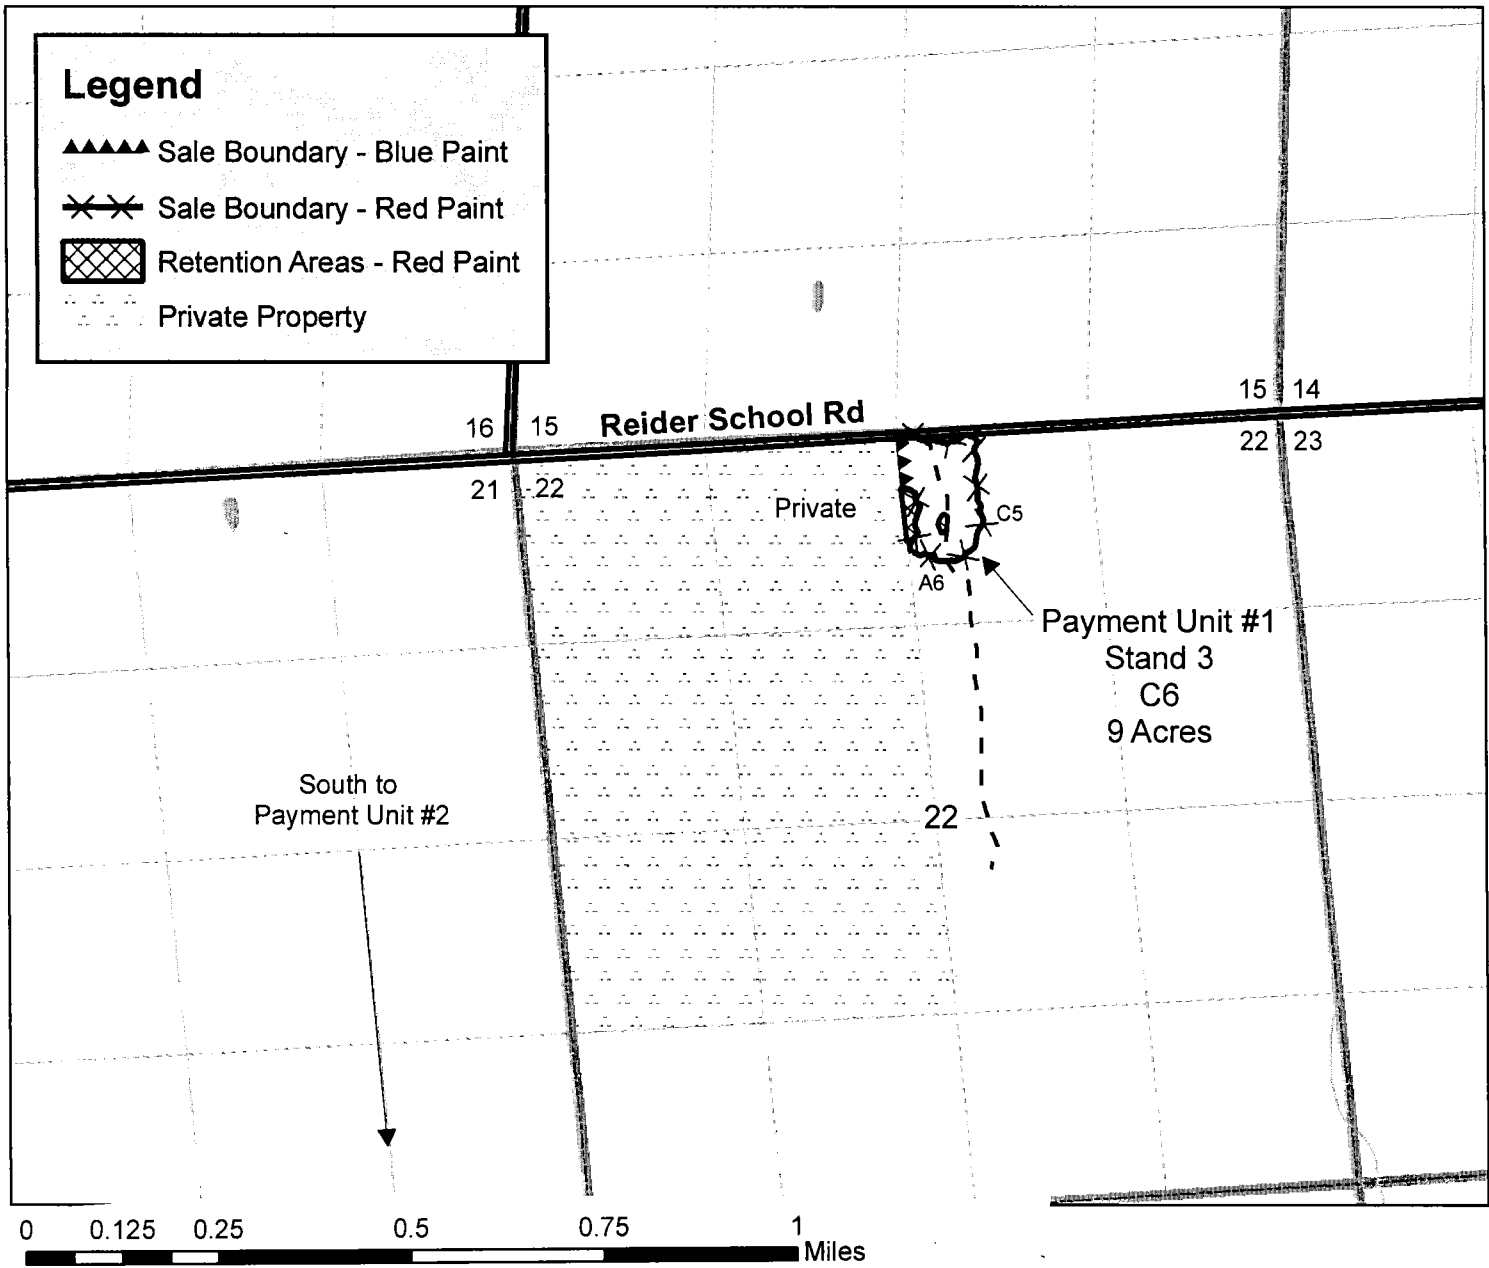 Legend
Sale Boundary - Blue Paint
Sale Boundary - Red Paint
Retention Areas - Red Paint
Private Property
16 15
Reider School Rd
15 14
21 22
22 23
Private
C5
A6
Payment Unit #1
Stand 3
C6
9 Acres
South to
Payment Unit #2
22
0 0.125 0.25 0.5 0.75 1
Miles